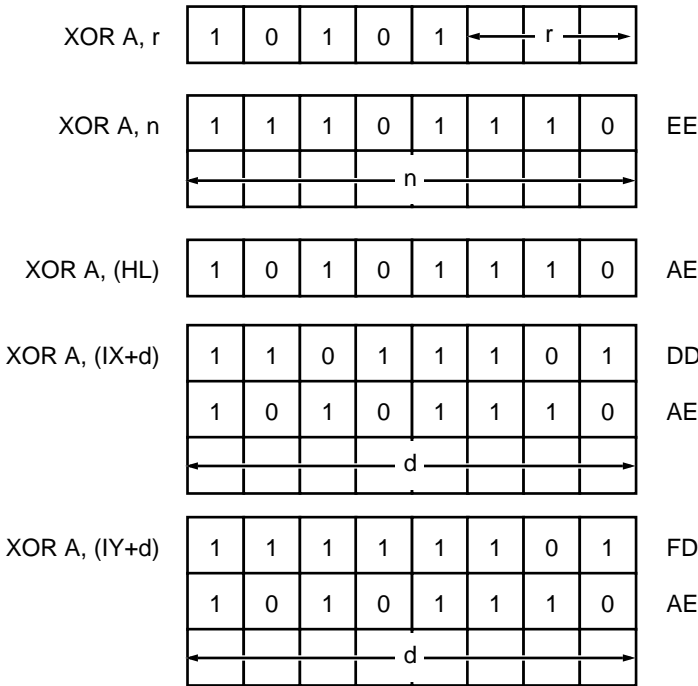 XOR A, r 1 0 1 0 1 r
XOR A, n 1 1 1 0 1 1 1 0 EE
n
XOR A, (HL) 1 0 1 0 1 1 1 0 AE
XOR A, (IX+d) 1 1 0 1 1 1 0 1 DD
1 0 1 0 1 1 1 0 AE
d
XOR A, (IY+d) 1 1 1 1 1 1 0 1 FD
1 0 1 0 1 1 1 0 AE
d